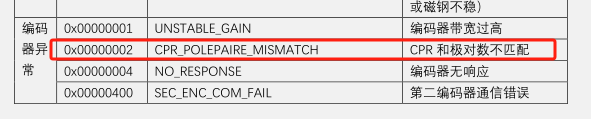 或磁钢不稳）
编码器异常
0x00000001 UNSTABLE_GAIN 编码器带宽过高
0x00000002 CPR_POLEPAIRE_MISMATCH CPR 和极对数不匹配
0x00000004 NO_RESPONSE 编码器无响应
0x00000400 SEC_ENC_COM_FAIL 第二编码器通信错误